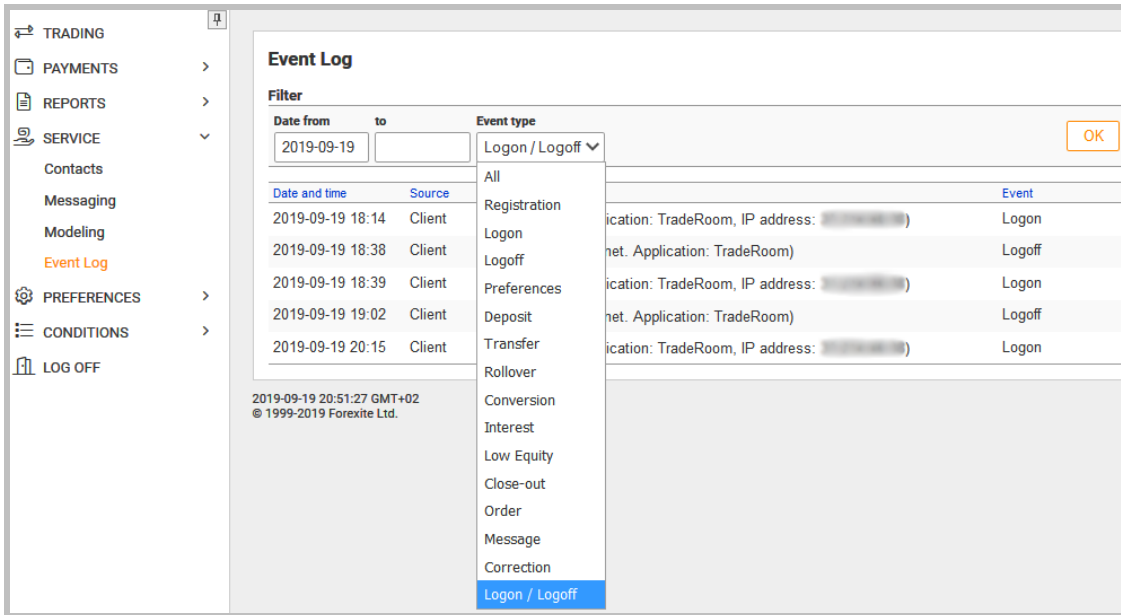 TRADING
PAYMENTS
REPORTS
SERVICE
Contacts
Messaging
Modeling
Event Log
PREFERENCES
CONDITIONS
LOG OFF
Event Log
Filter
Date from to Event type
2019-09-19 Logon / Logoff OK
All
Registration
Logon
Logoff
Preferences
Deposit
Transfer
Rollover
Conversion
Interest
Low Equity
Close-out
Order
Message
Correction
Logon / Logoff
Date and time Source Event
2019-09-19 18:14 Client ication: TradeRoom, IP address: ) Logon
2019-09-19 18:38 Client net. Application: TradeRoom) Logoff
2019-09-19 18:39 Client ication: TradeRoom, IP address: ) Logon
2019-09-19 19:02 Client net. Application: TradeRoom) Logoff
2019-09-19 20:15 Client ication: TradeRoom, IP address: ) Logon
2019-09-19 20:51:27 GMT+02
© 1999-2019 Forexite Ltd.